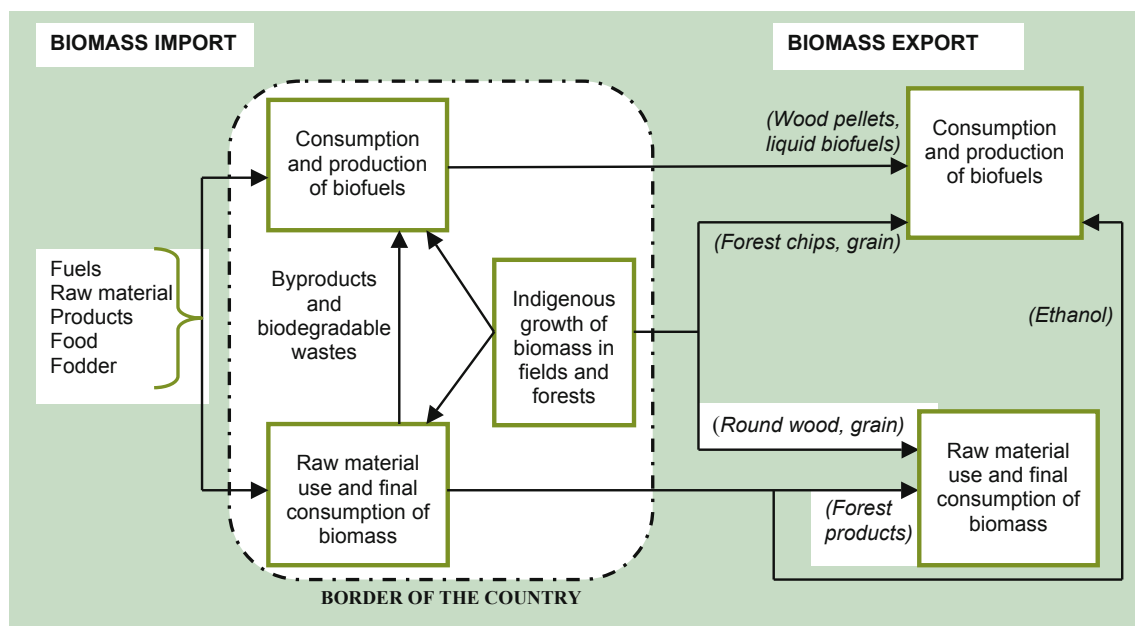 BIOMASS IMPORT
BIOMASS EXPORT
Consumption
and production
of biofuels
(Wood pellets,
liquid biofuels)
Consumption
and production
of biofuels
(Forest chips, grain)
Fuels
Raw material
Products
Food
Fodder
Byproducts
and
biodegradable
wastes
Indigenous
growth of
biomass in
fields and
forests
(Ethanol)
(Round wood, grain)
Raw material
use and final
consumption of
biomass
(Forest
products)
Raw material
use and final
consumption of
biomass
BORDER OF THE COUNTRY